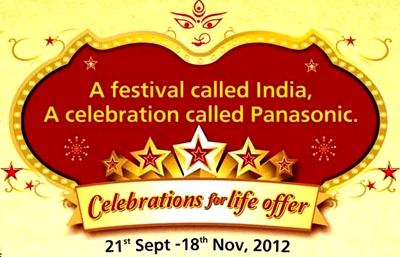 A festival called India,
A celebration called Panasonic.
Celebrations for life offer
21st Sept -18th Nov, 2012